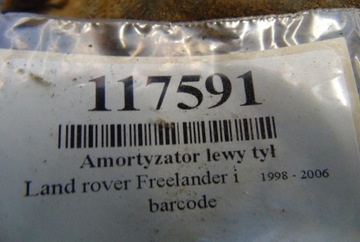 117591
Amortyzator lewy tył
Land rover Freelander i 1998 - 2006
barcode